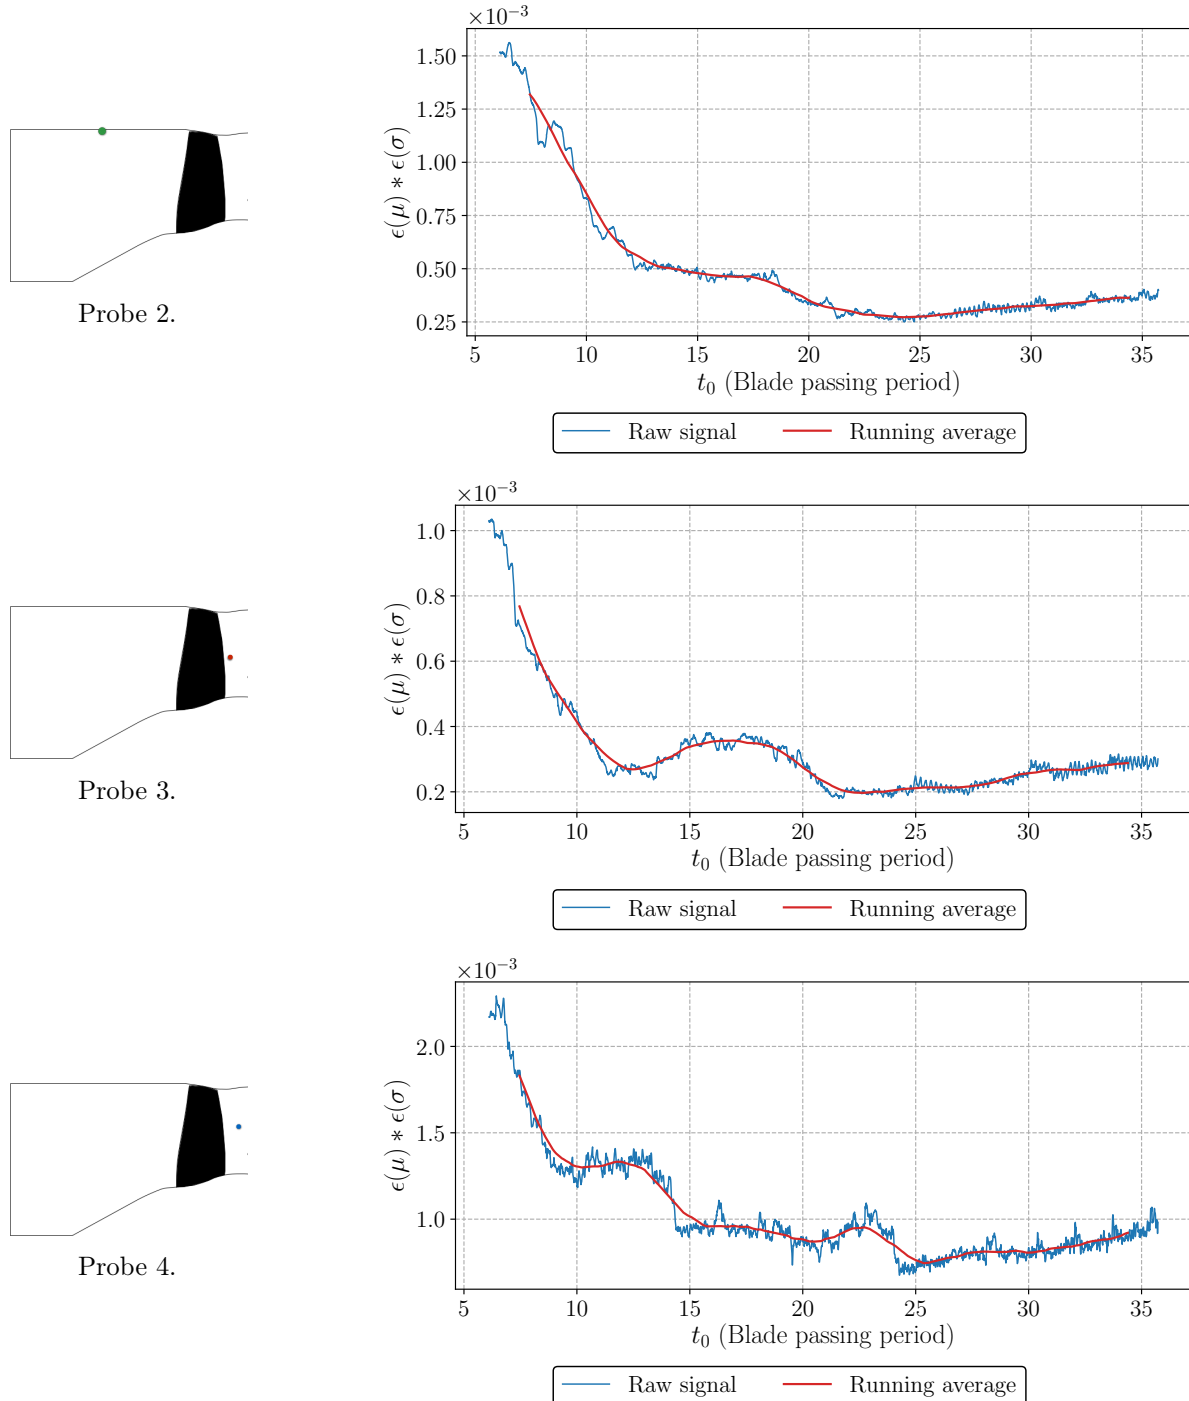 ×10⁻³
1.50
1.25
1.00
0.75
0.50
0.25
ϵ(μ) ∗ ϵ(σ)
5 10 15 20 25 30 35
t₀ (Blade passing period)
Raw signal Running average
Probe 2.
×10⁻³
1.0
0.8
0.6
0.4
0.2
ϵ(μ) ∗ ϵ(σ)
5 10 15 20 25 30 35
t₀ (Blade passing period)
Raw signal Running average
Probe 3.
×10⁻³
2.0
1.5
1.0
ϵ(μ) ∗ ϵ(σ)
5 10 15 20 25 30 35
t₀ (Blade passing period)
Raw signal Running average
Probe 4.